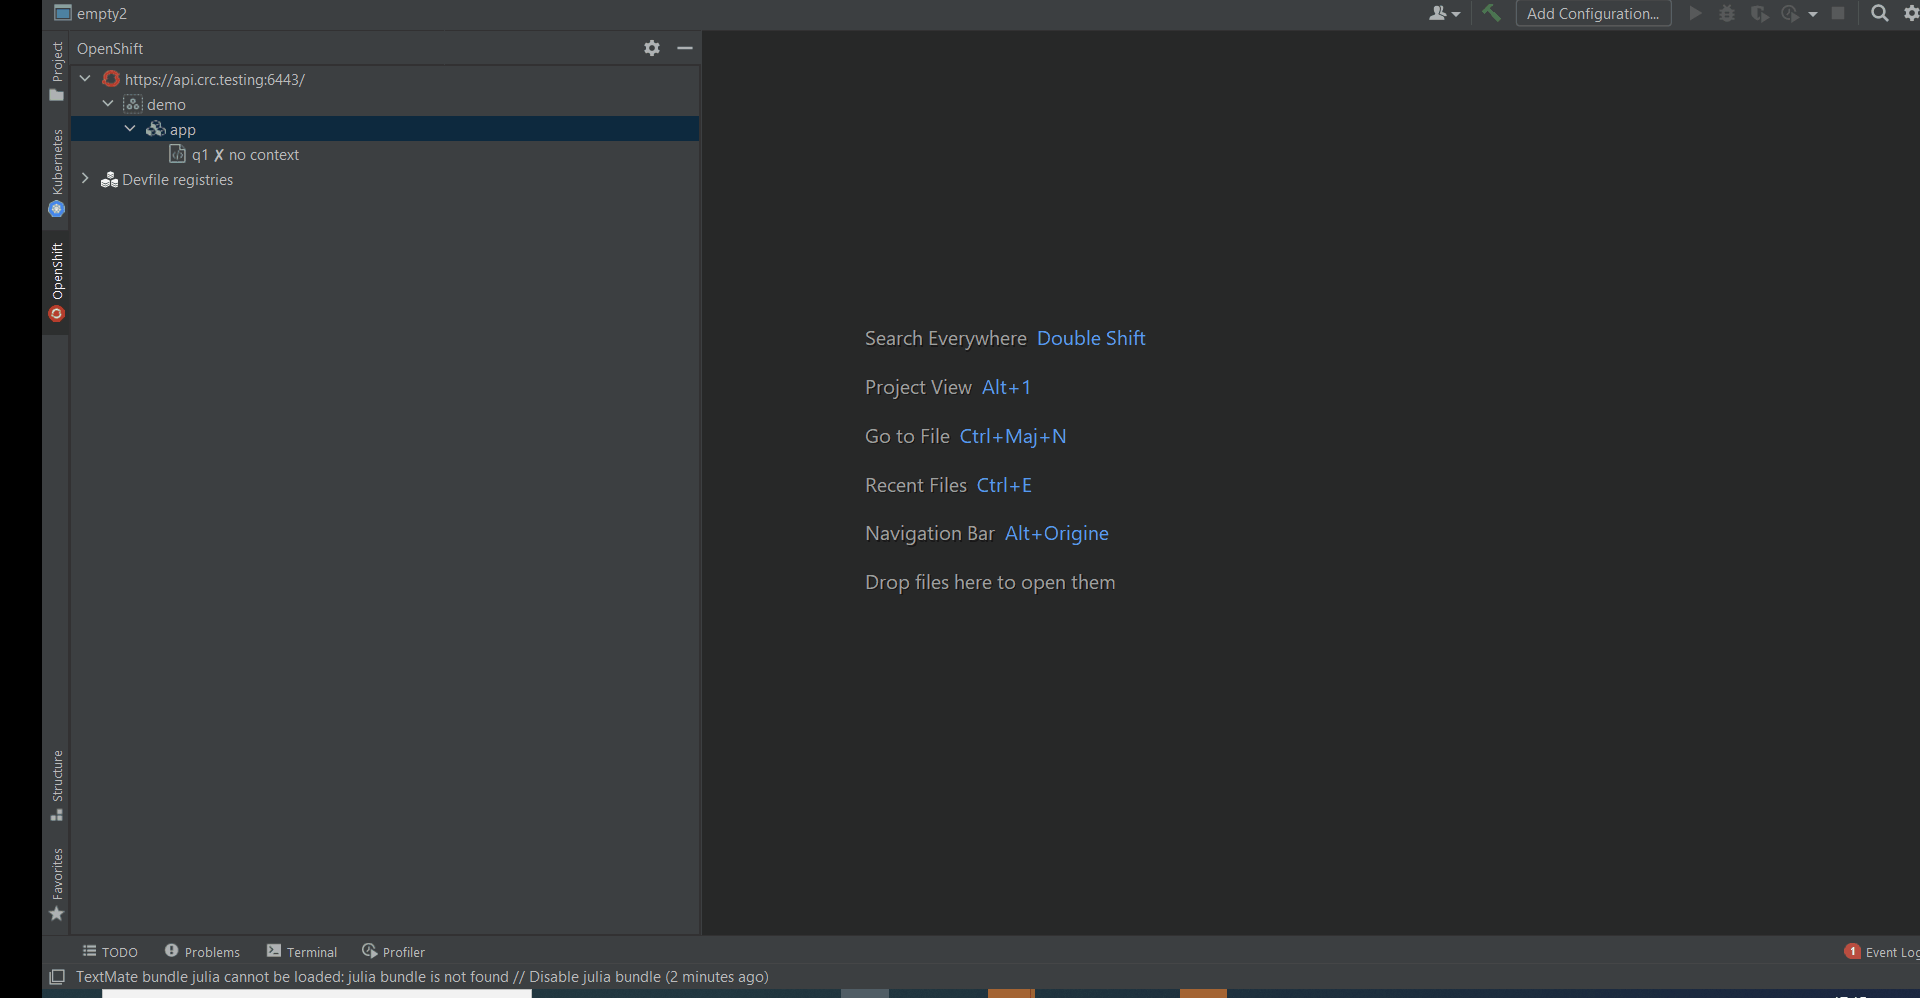 empty2
Add Configuration...
Project
Kubernetes
OpenShift
OpenShift
https://api.crc.testing:6443/
demo
app
q1 ✗ no context
Devfile registries
Search Everywhere Double Shift
Project View Alt+1
Go to File Ctrl+Maj+N
Recent Files Ctrl+E
Navigation Bar Alt+Origine
Drop files here to open them
Structure
Favorites
TODO
Problems
Terminal
Profiler
1 Event Log
TextMate bundle julia cannot be loaded: julia bundle is not found // Disable julia bundle (2 minutes ago)